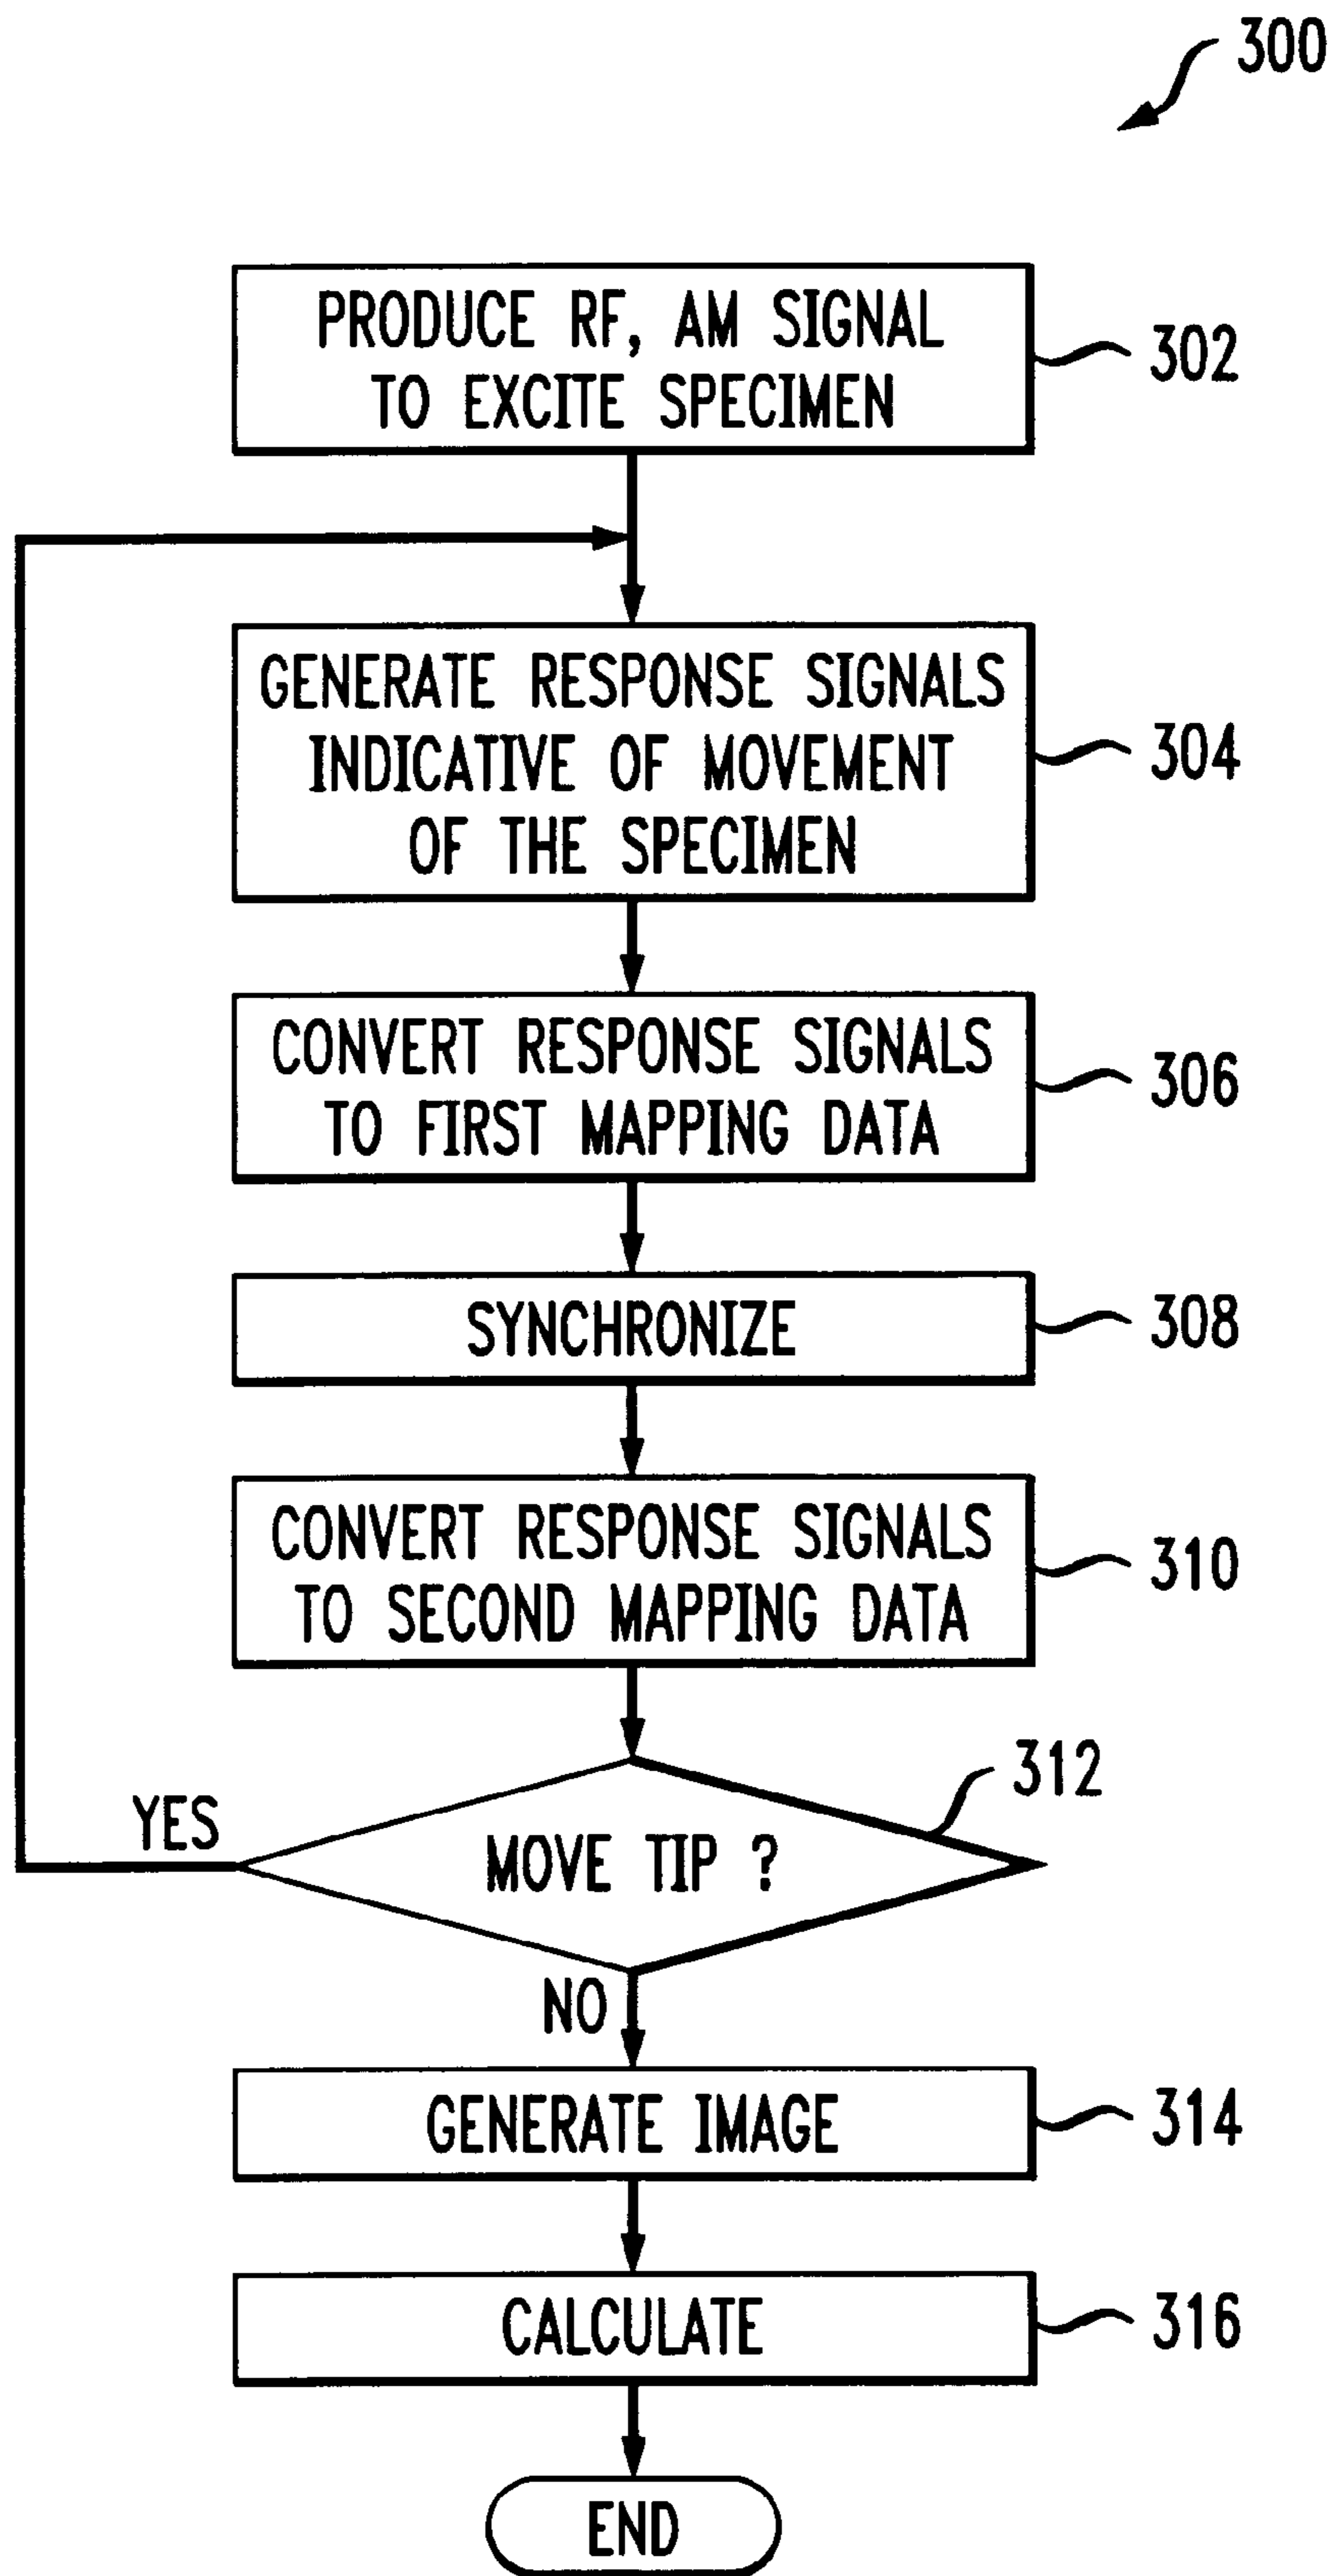 300
PRODUCE RF, AM SIGNAL
TO EXCITE SPECIMEN
302
GENERATE RESPONSE SIGNALS
INDICATIVE OF MOVEMENT
OF THE SPECIMEN
304
CONVERT RESPONSE SIGNALS
TO FIRST MAPPING DATA
306
SYNCHRONIZE
308
CONVERT RESPONSE SIGNALS
TO SECOND MAPPING DATA
310
312
YES
MOVE TIP ?
NO
GENERATE IMAGE
314
CALCULATE
316
END